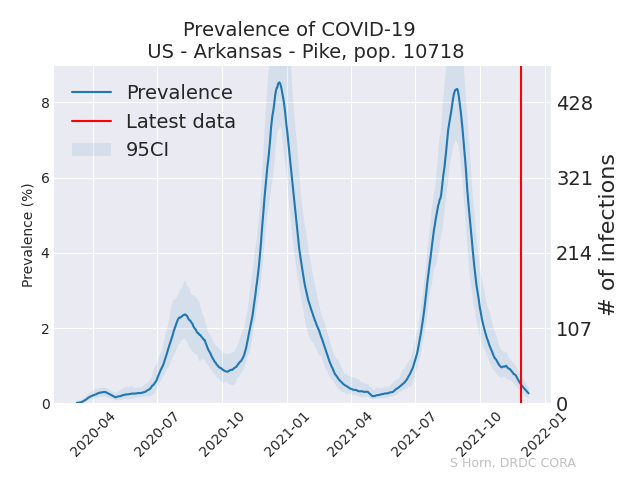 Prevalence of COVID-19
US - Arkansas - Pike, pop. 10718
Prevalence
Latest data
95CI
Prevalence (%)
8
6
4
2
0
428
321
214
107
0
# of infections
2020-04
2020-07
2020-10
2021-01
2021-04
2021-07
2021-10
2022-01
S Horn, DRDC CORA